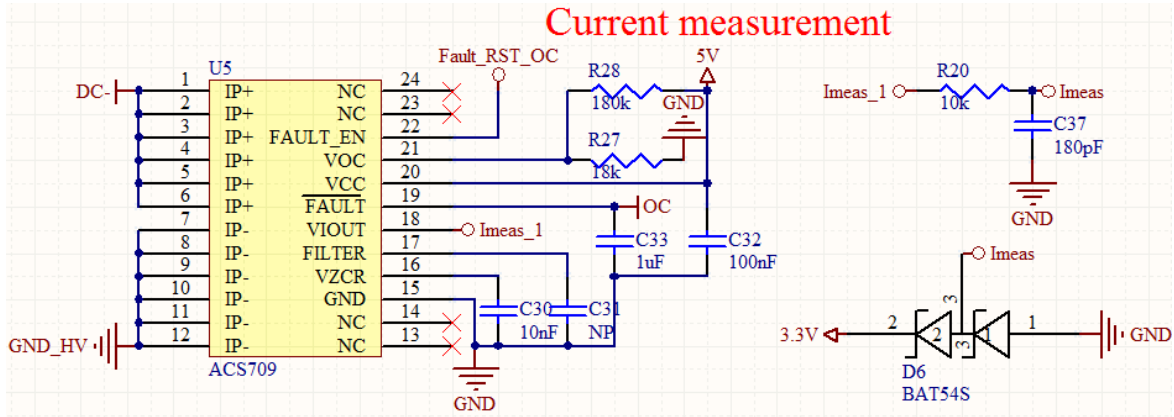 Current measurement
U5
DC-
1 IP+ NC 24
2 IP+ NC 23
3 IP+ FAULT_EN 22
4 IP+ VOC 21
5 IP+ VCC 20
6 IP+ FAULT 19
7 IP- VIOUT 18
8 IP- FILTER 17
9 IP- VZCR 16
10 IP- GND 15
11 IP- NC 14
12 IP- NC 13
GND_HV
ACS709
Fault_RST_OC
5V
R28
180k
GND
R27
18k
OC
Imeas_1
C33
1uF
C32
100nF
C30
10nF
C31
NP
GND
R20
Imeas_1
10k
Imeas
C37
180pF
GND
Imeas
3
3.3V
2
2
3
1
1
GND
D6
BAT54S